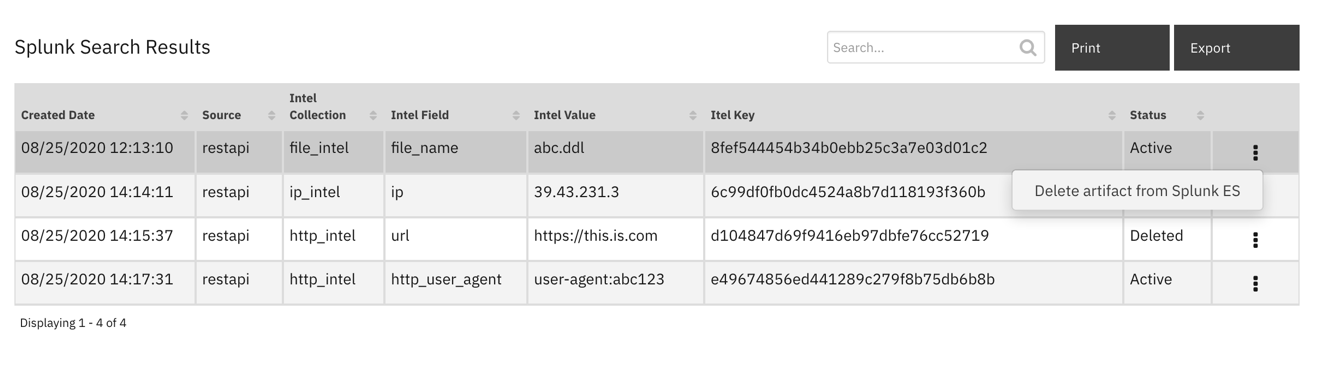 Splunk Search Results
Search...
Print
Export
Created Date Source Intel Collection Intel Field Intel Value Itel Key Status
08/25/2020 12:13:10 restapi file_intel file_name abc.ddl 8fef544454b34b0ebb25c3a7e03d01c2 Active
08/25/2020 14:14:11 restapi ip_intel ip 39.43.231.3 6c99df0fb0dc4524a8b7d118193f360b
Delete artifact from Splunk ES
08/25/2020 14:15:37 restapi http_intel url https://this.is.com d104847d69f9416eb97dbfe76cc52719 Deleted
08/25/2020 14:17:31 restapi http_intel http_user_agent user-agent:abc123 e49674856ed441289c279f8b75db6b8b Active
Displaying 1 - 4 of 4